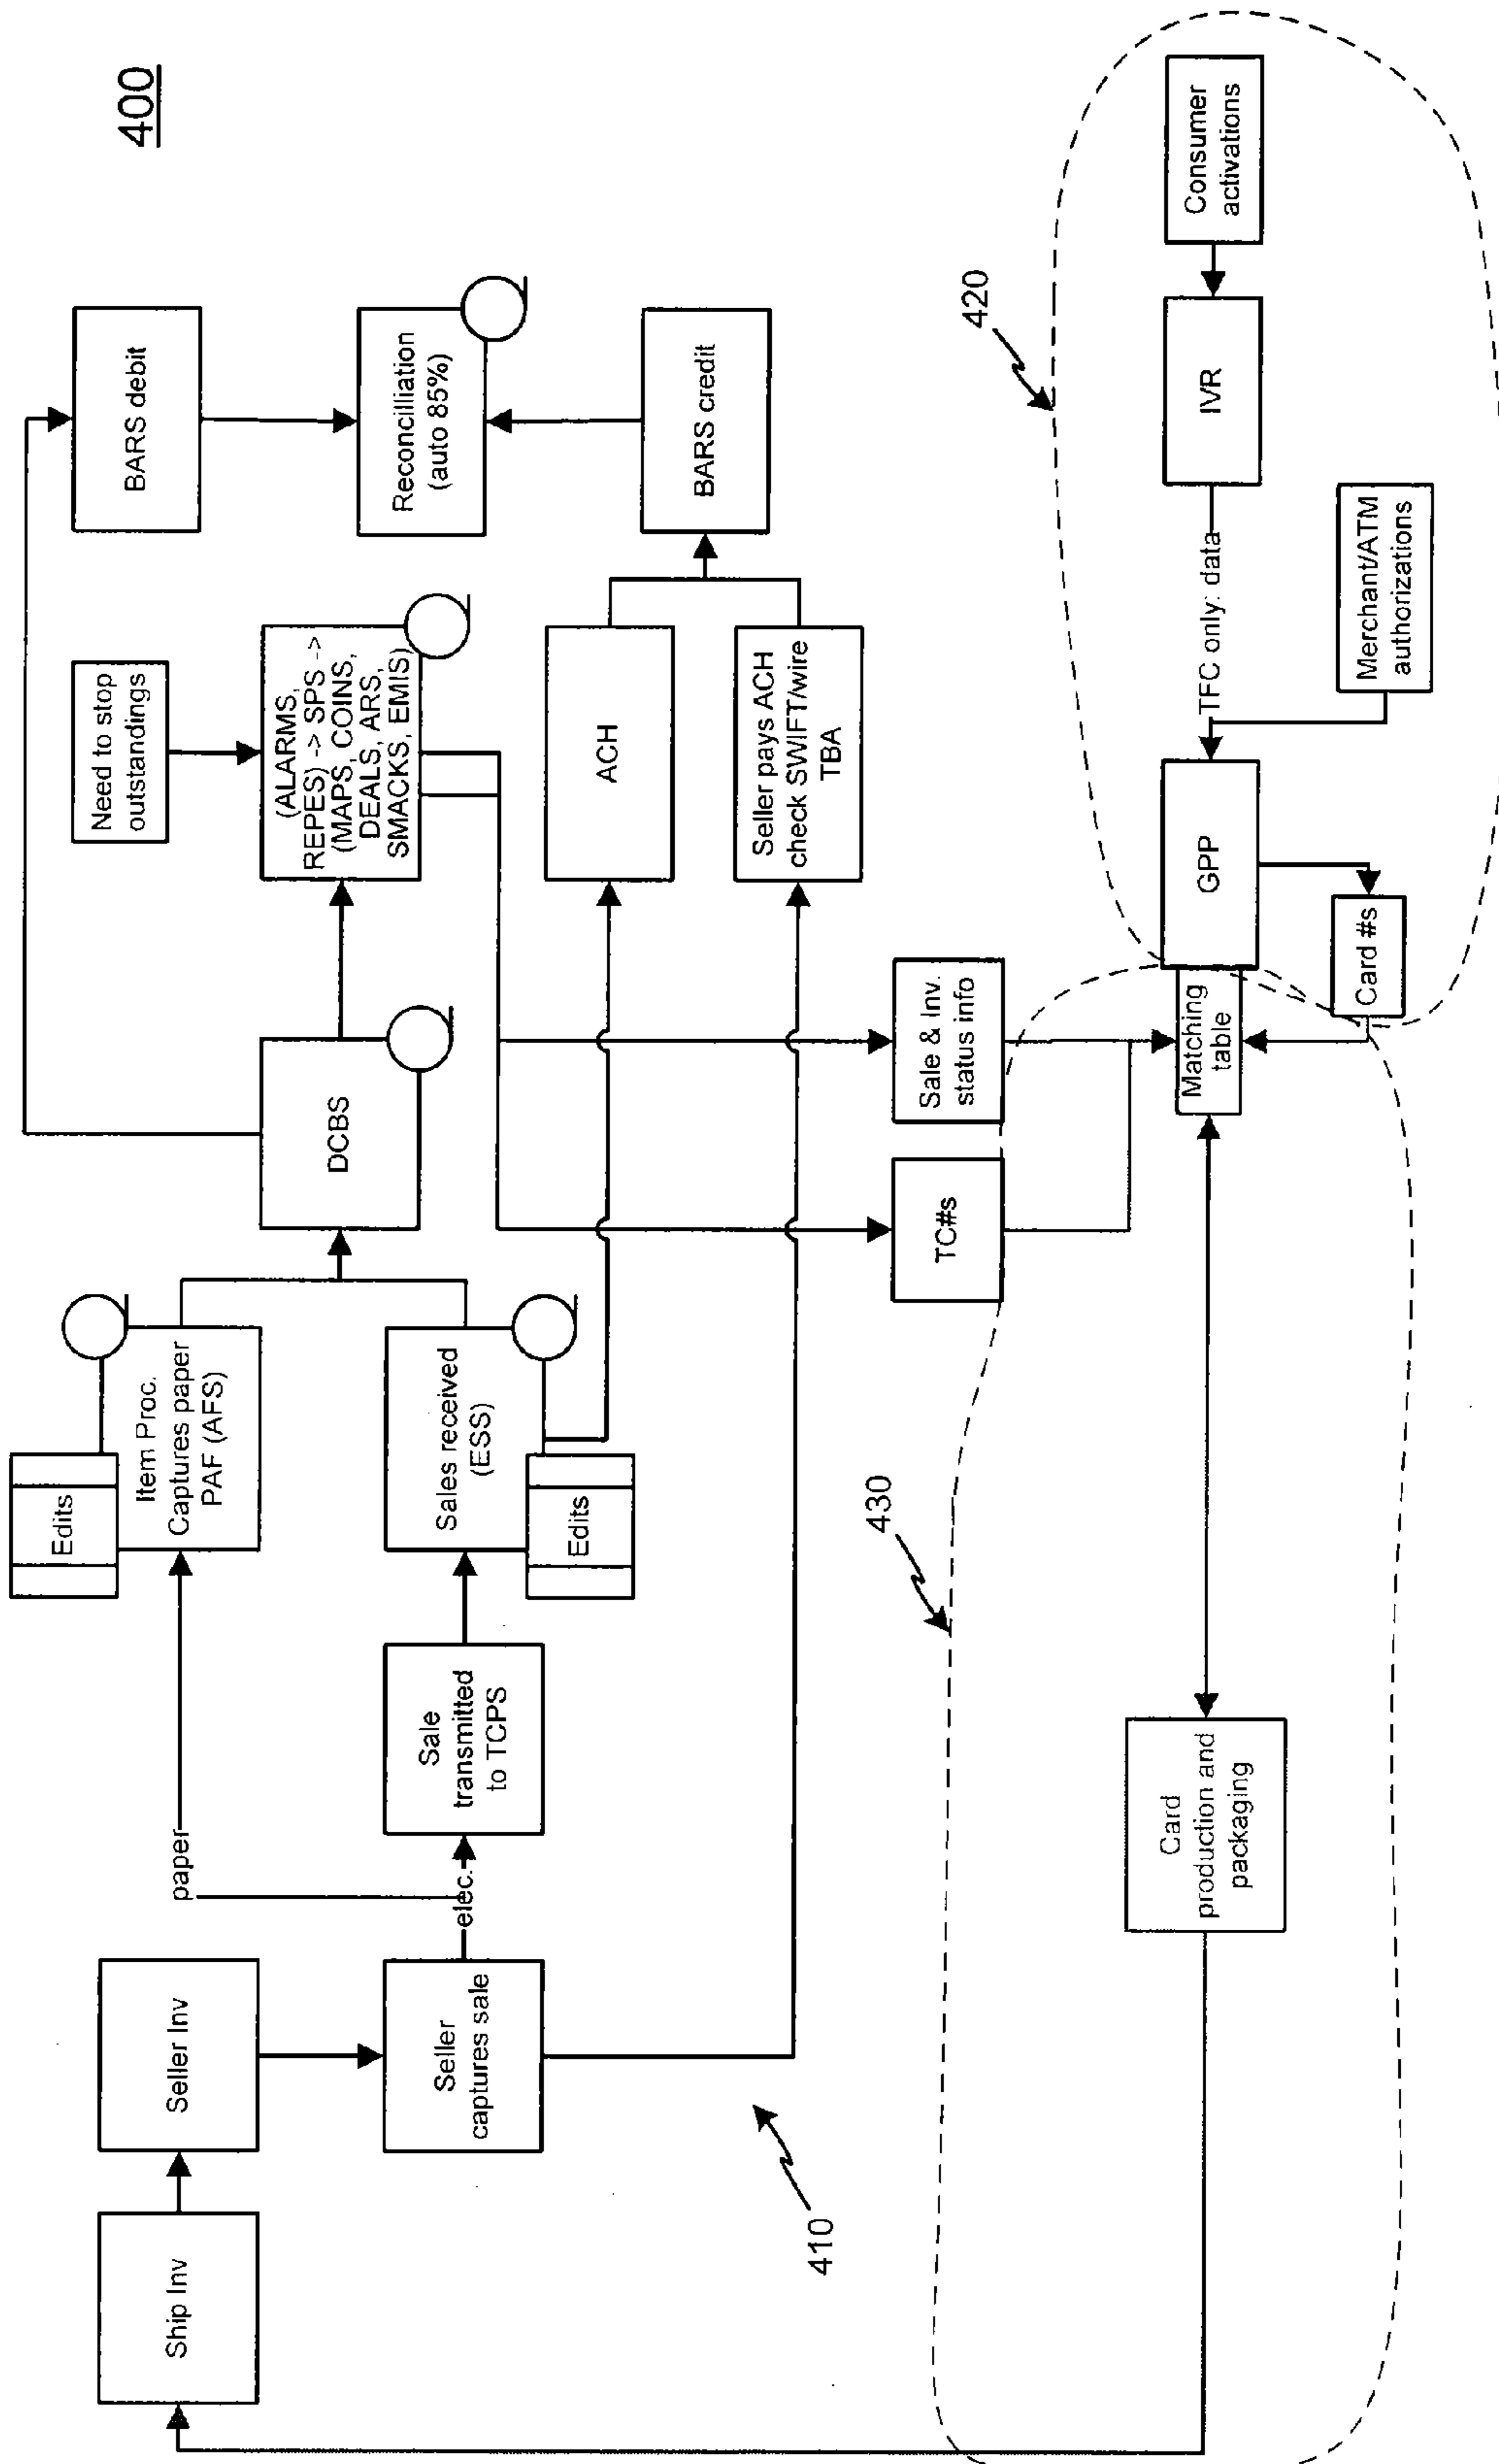 400
Ship Inv
Seller Inv
Seller
captures sale
paper
elec.
Sale
transmitted
to TCPS
Edits
Item Proc.
Captures paper
PAF (AFS)
Sales received
(ESS)
Edits
DCBS
Need to stop
outstandings
(ALARMS,
REPES) -> SPS ->
(MAPS, COINS,
DEALS, ARS,
SMACKS, EMIS)
BARS debit
Reconcilliation
(auto 85%)
BARS credit
ACH
Seller pays ACH
check SWIFT/wire
TBA
410
TC#s
Sale & Inv.
status info
430
420
Card
production and
packaging
Matching
table
GPP
Card #s
TFC only: data
IVR
Consumer
activations
Merchant/ATM
authorizations